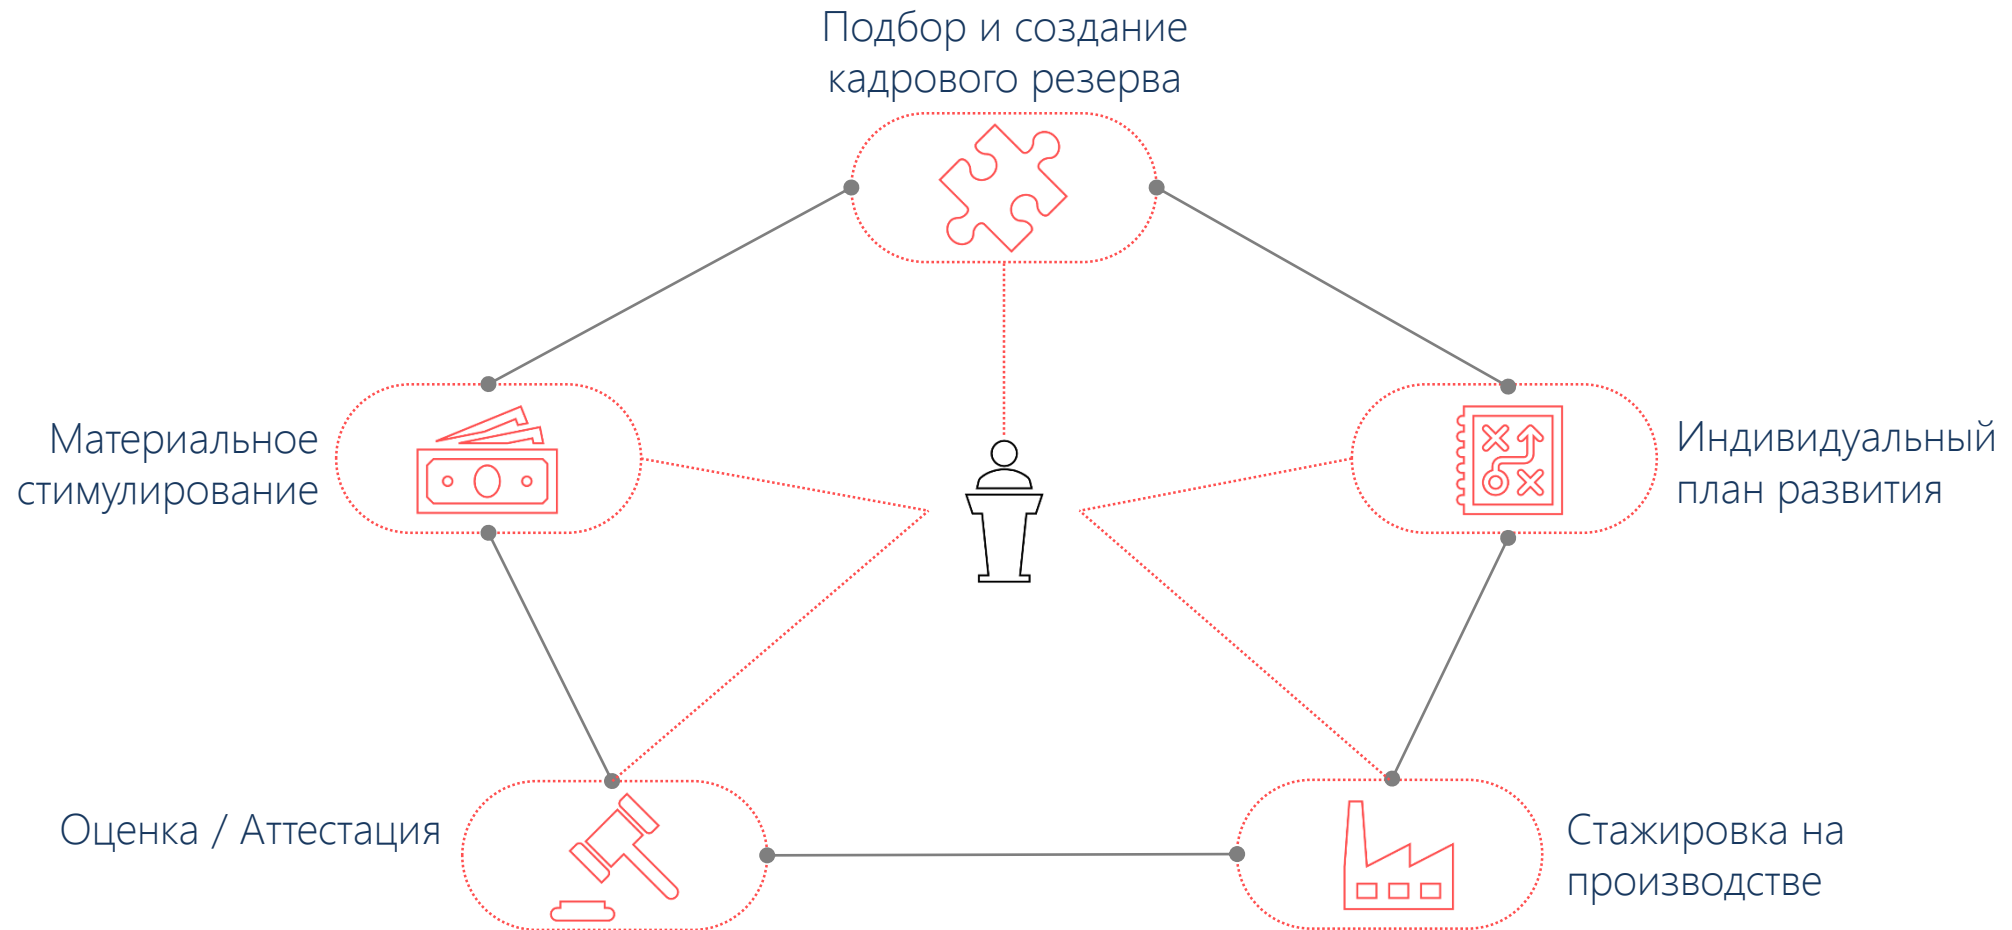 Подбор и создание
кадрового резерва
Материальное
стимулирование
Индивидуальный
план развития
Оценка / Аттестация
Стажировка на
производстве